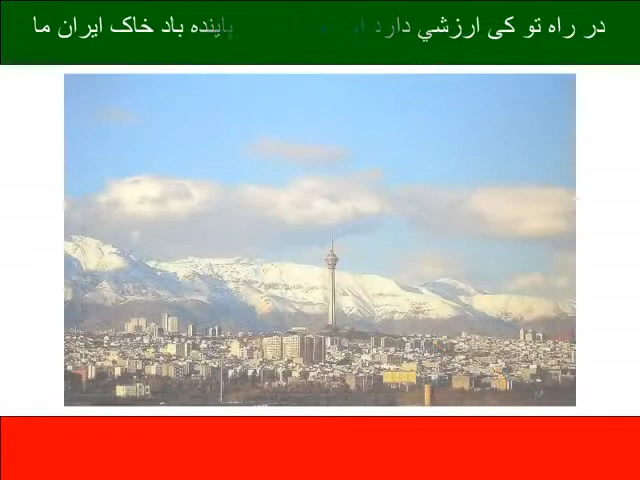 در راه تو کی ارزشي دارد پاینده باد خاک ایران ما